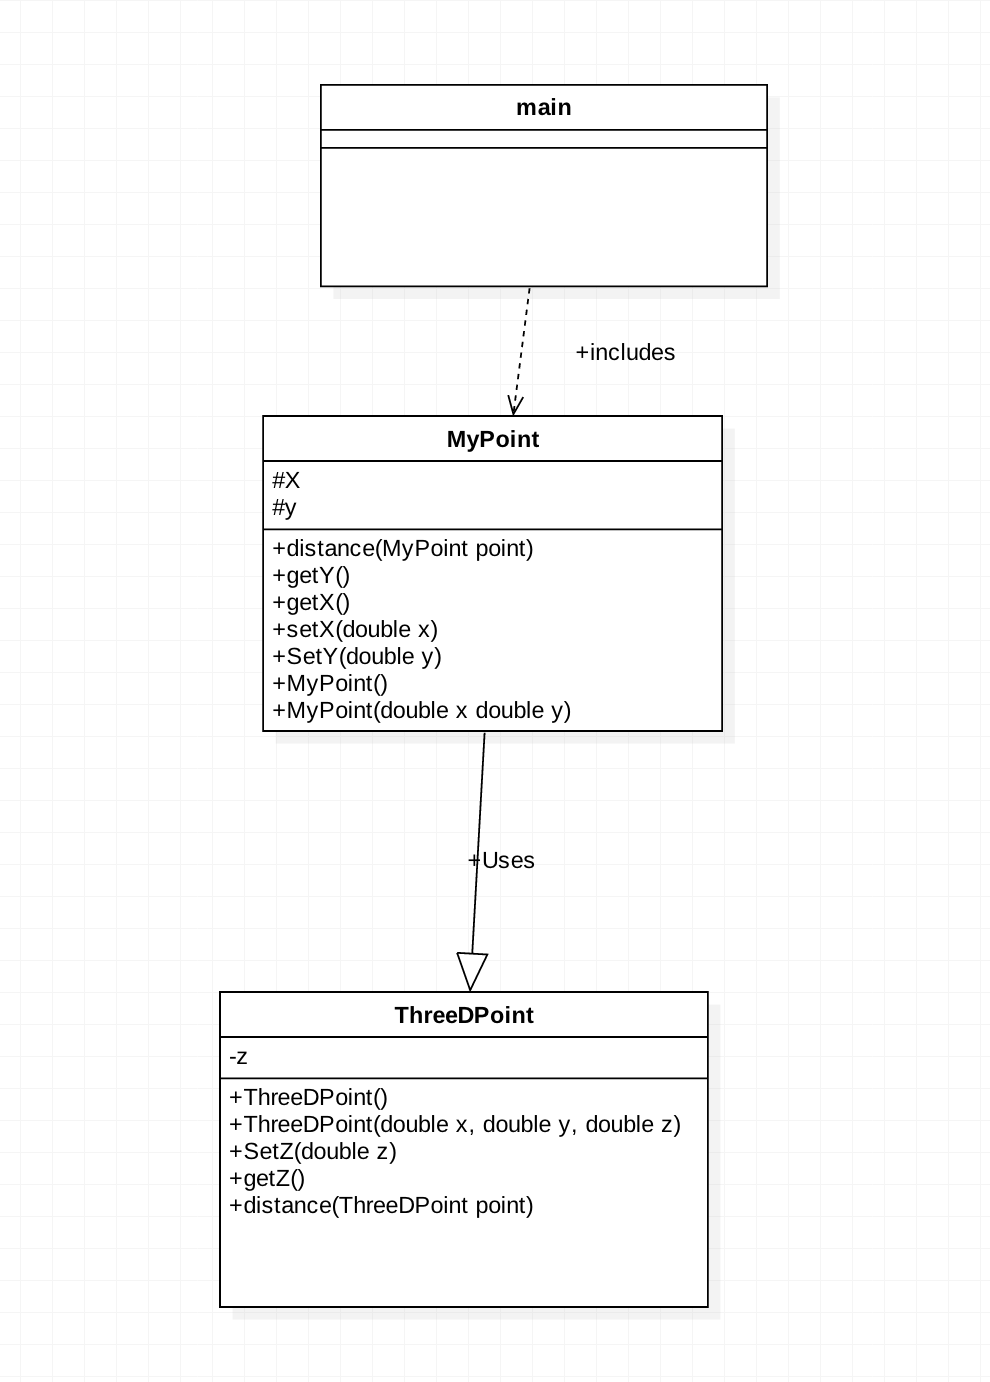 main
+includes
MyPoint
#X
#y
+distance(MyPoint point)
+getY()
+getX()
+setX(double x)
+SetY(double y)
+MyPoint()
+MyPoint(double x double y)
+Uses
ThreeDPoint
-z
+ThreeDPoint()
+ThreeDPoint(double x, double y, double z)
+SetZ(double z)
+getZ()
+distance(ThreeDPoint point)